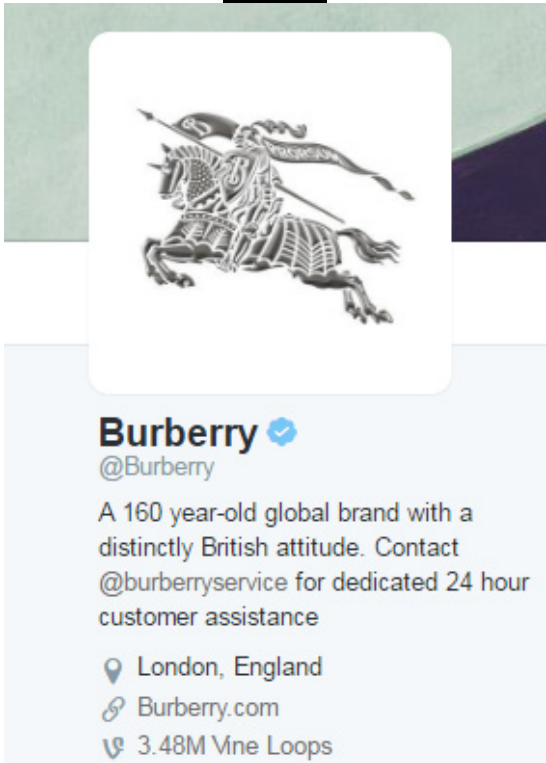 PRORSUM
Burberry
@Burberry
A 160 year-old global brand with a
distinctly British attitude. Contact
@burberryservice for dedicated 24 hour
customer assistance
London, England
Burberry.com
3.48M Vine Loops